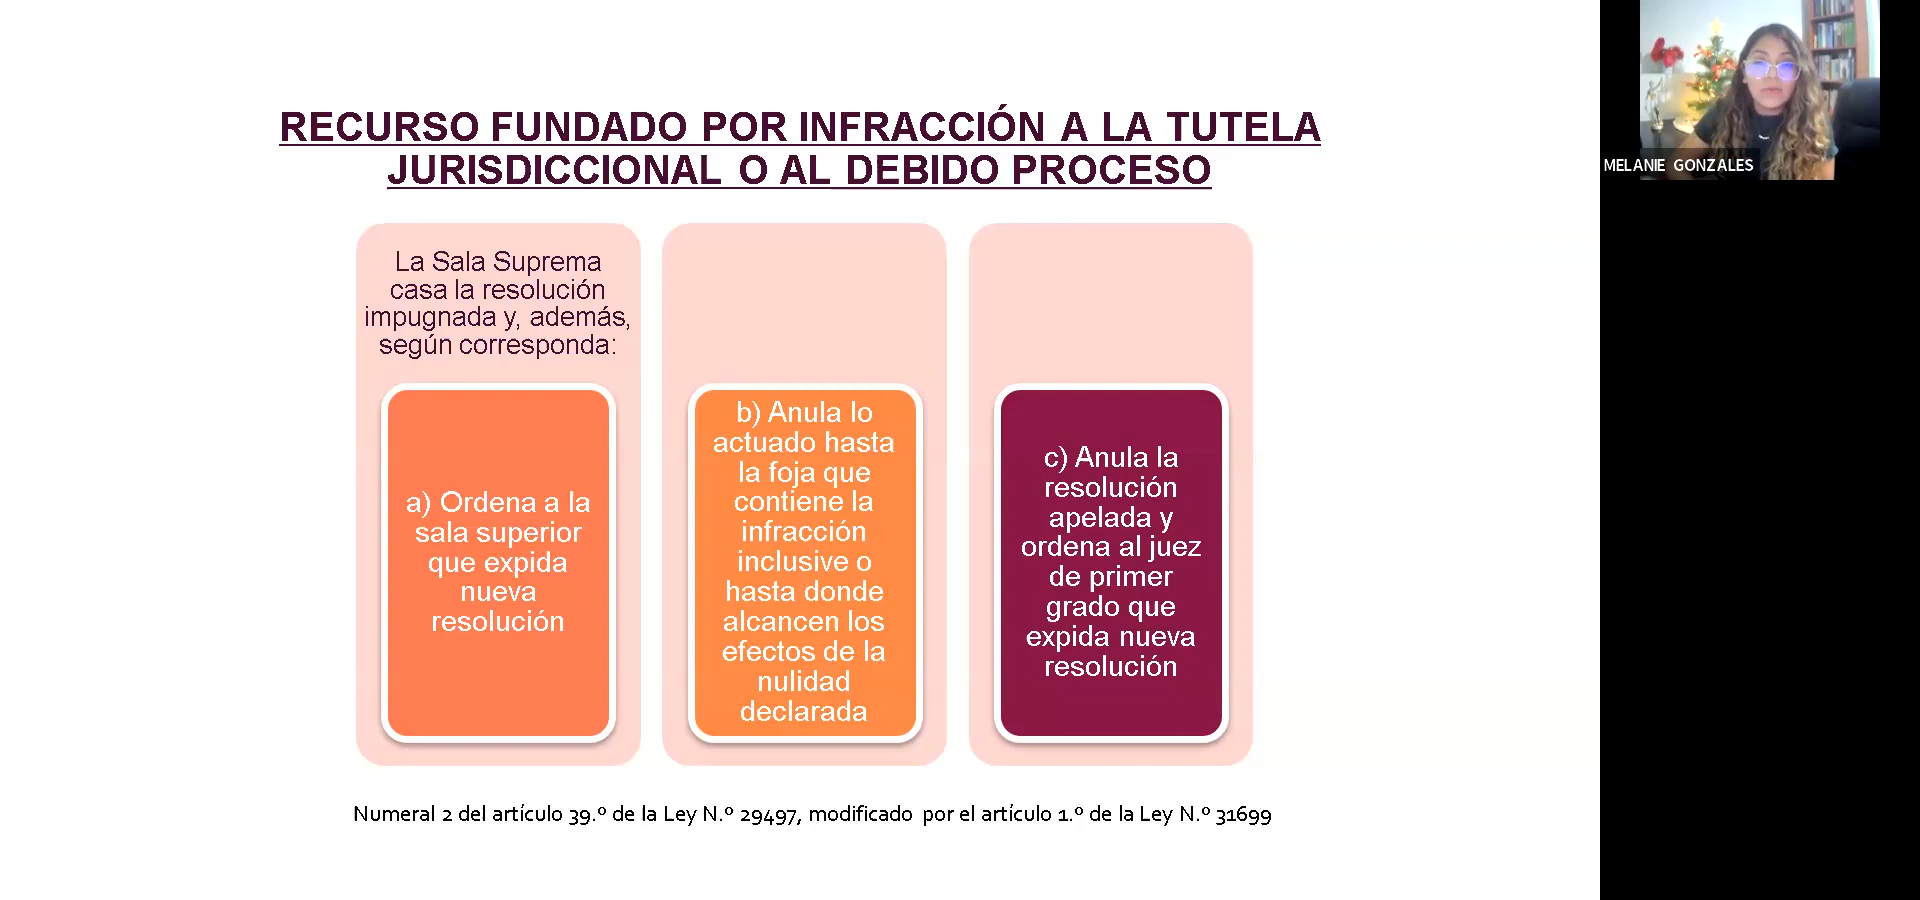 RECURSO FUNDADO POR INFRACCIÓN A LA TUTELA
JURISDICCIONAL O AL DEBIDO PROCESO
La Sala Suprema
casa la resolución
impugnada y, además,
según corresponda:
a) Ordena a la
sala superior
que expida
nueva
resolución
b) Anula lo
actuado hasta
la foja que
contiene la
infracción
inclusive o
hasta donde
alcancen los
efectos de la
nulidad
declarada
c) Anula la
resolución
apelada y
ordena al juez
de primer
grado que
expida nueva
resolución
Numeral 2 del artículo 39.º de la Ley N.º 29497, modificado por el artículo 1.º de la Ley N.º 31699
MELANIE GONZALES